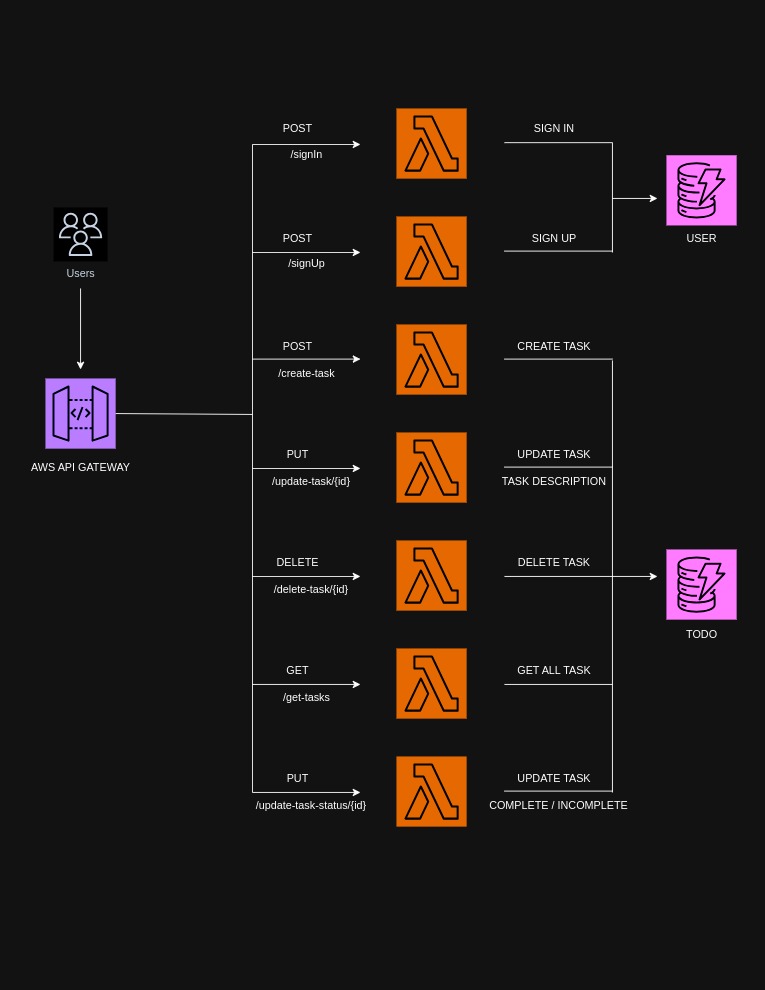 POST
/signIn
SIGN IN
USER
POST
/signUp
SIGN UP
Users
POST
/create-task
CREATE TASK
</>
AWS API GATEWAY
PUT
/update-task/{id}
UPDATE TASK
TASK DESCRIPTION
DELETE
/delete-task/{id}
DELETE TASK
TODO
GET
/get-tasks
GET ALL TASK
PUT
/update-task-status/{id}
UPDATE TASK
COMPLETE / INCOMPLETE